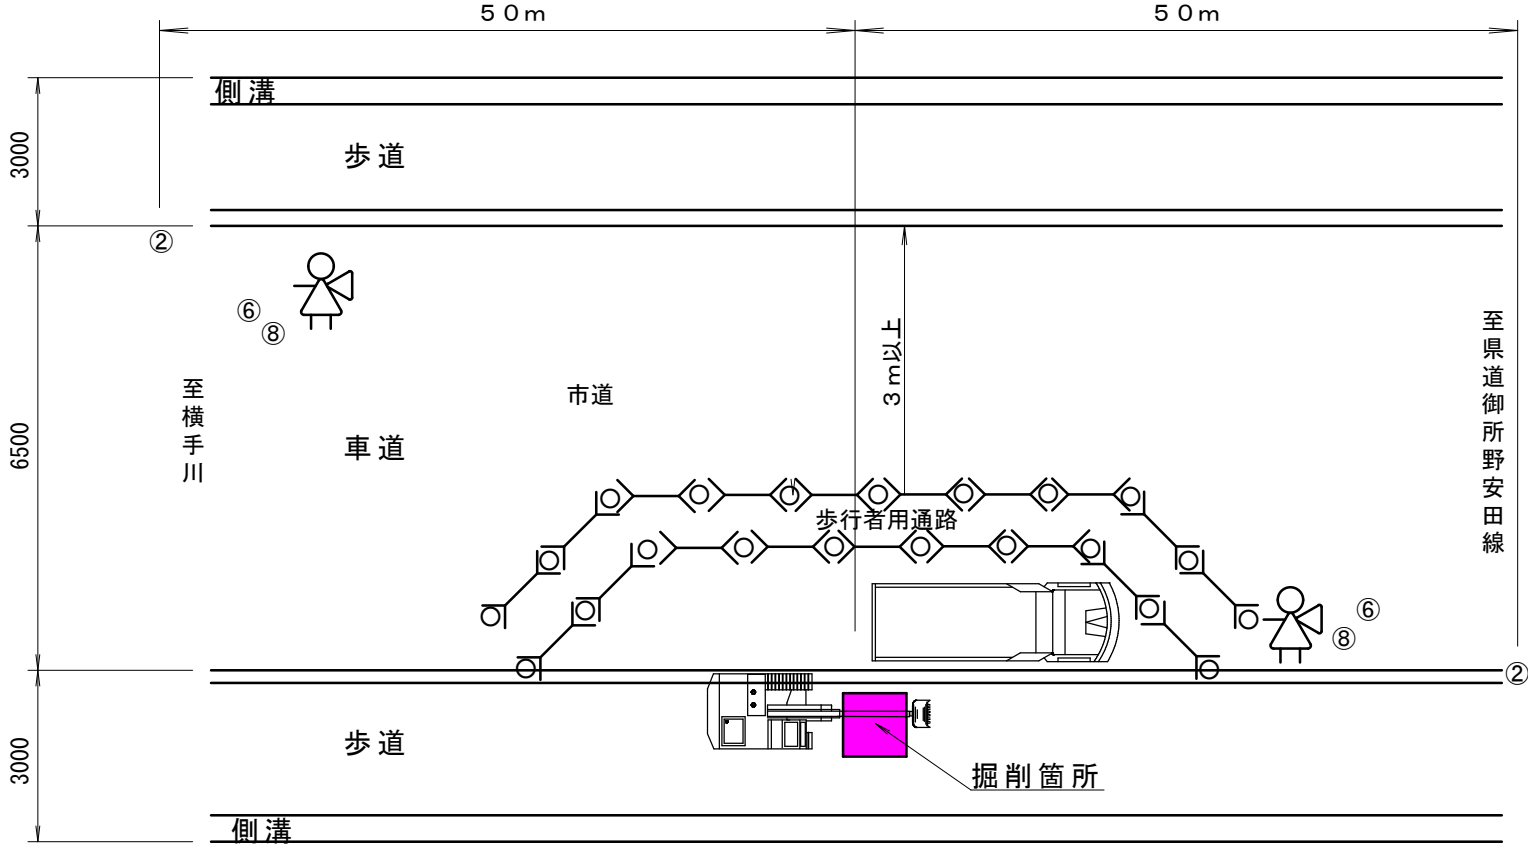 ５０ｍ
５０ｍ
側溝
3000
歩道
②
⑥
⑧
3ｍ以上
至県道御所野安田線
至横手川
市道
6500
車道
歩行者用通路
⑥
⑧
②
3000
歩道
掘削箇所
側溝